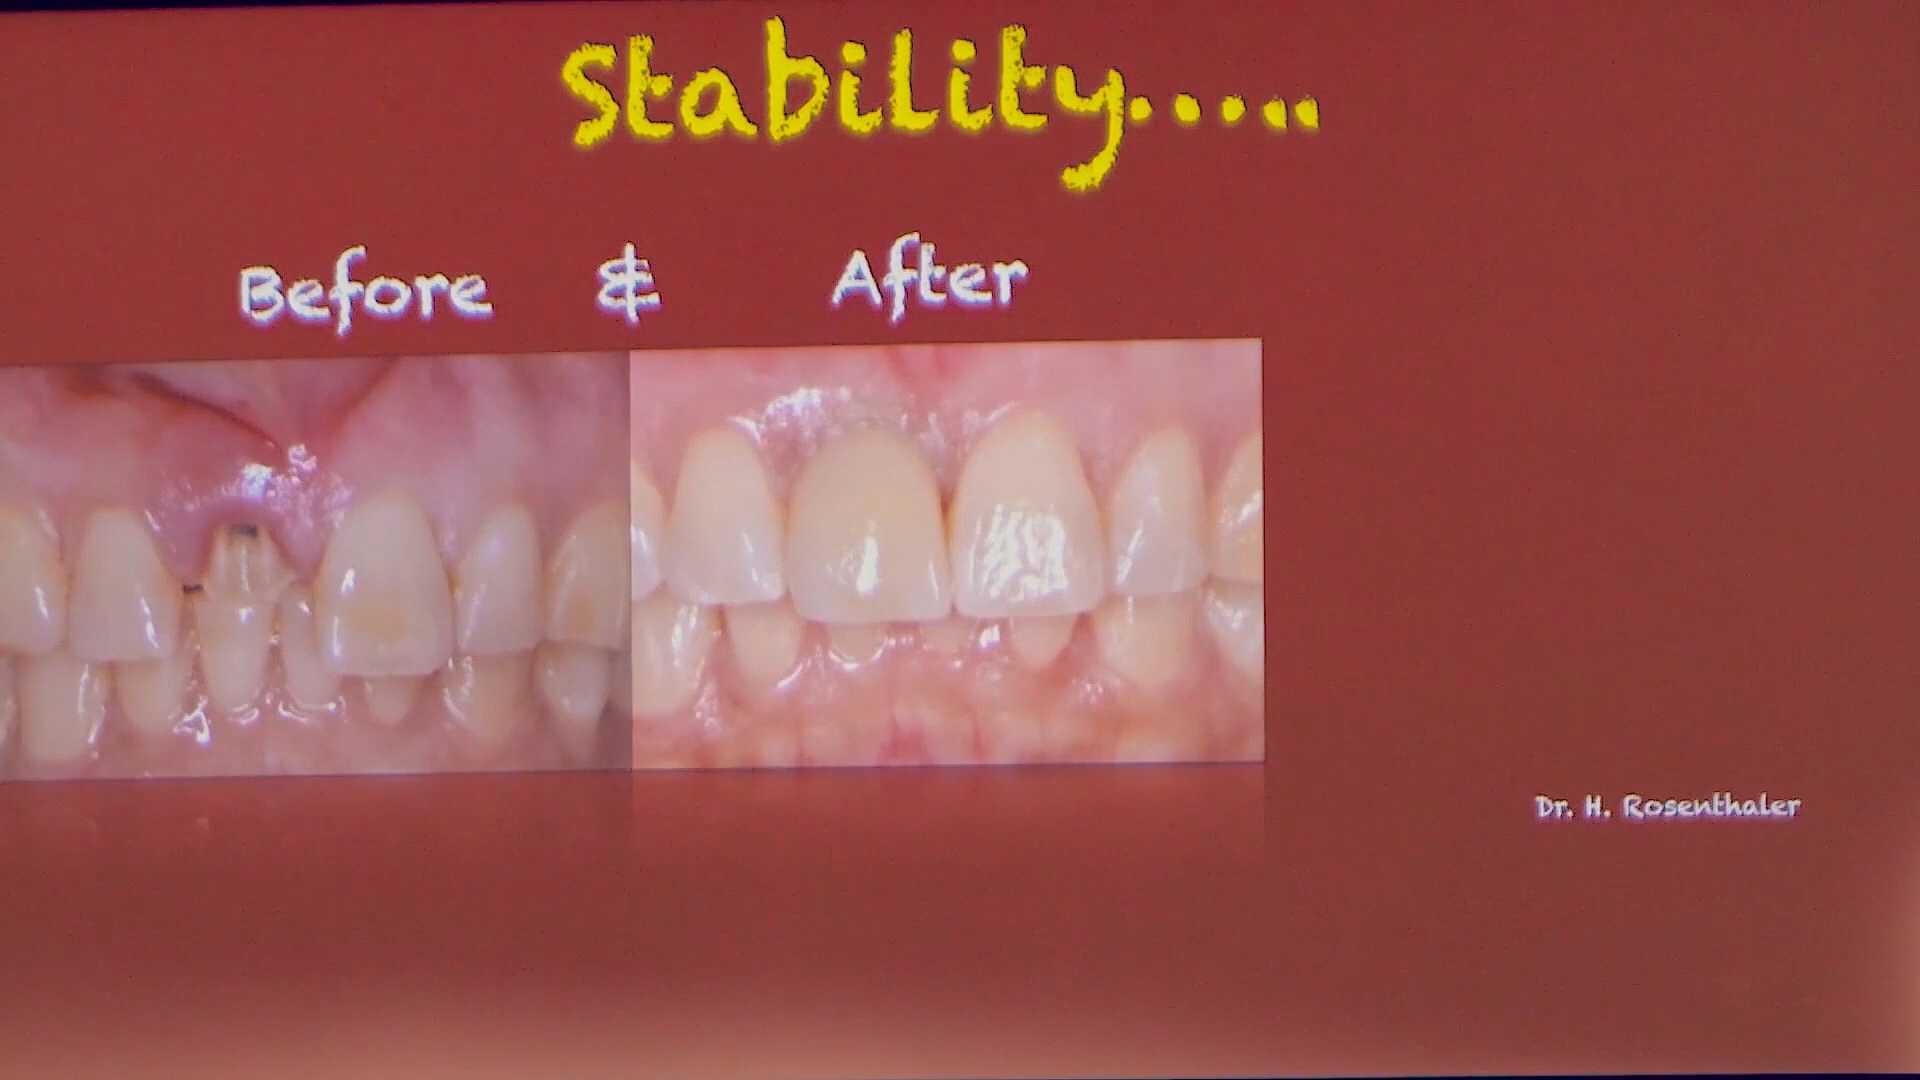 Stability.....
Before & After
Dr. H. Rosenthaler